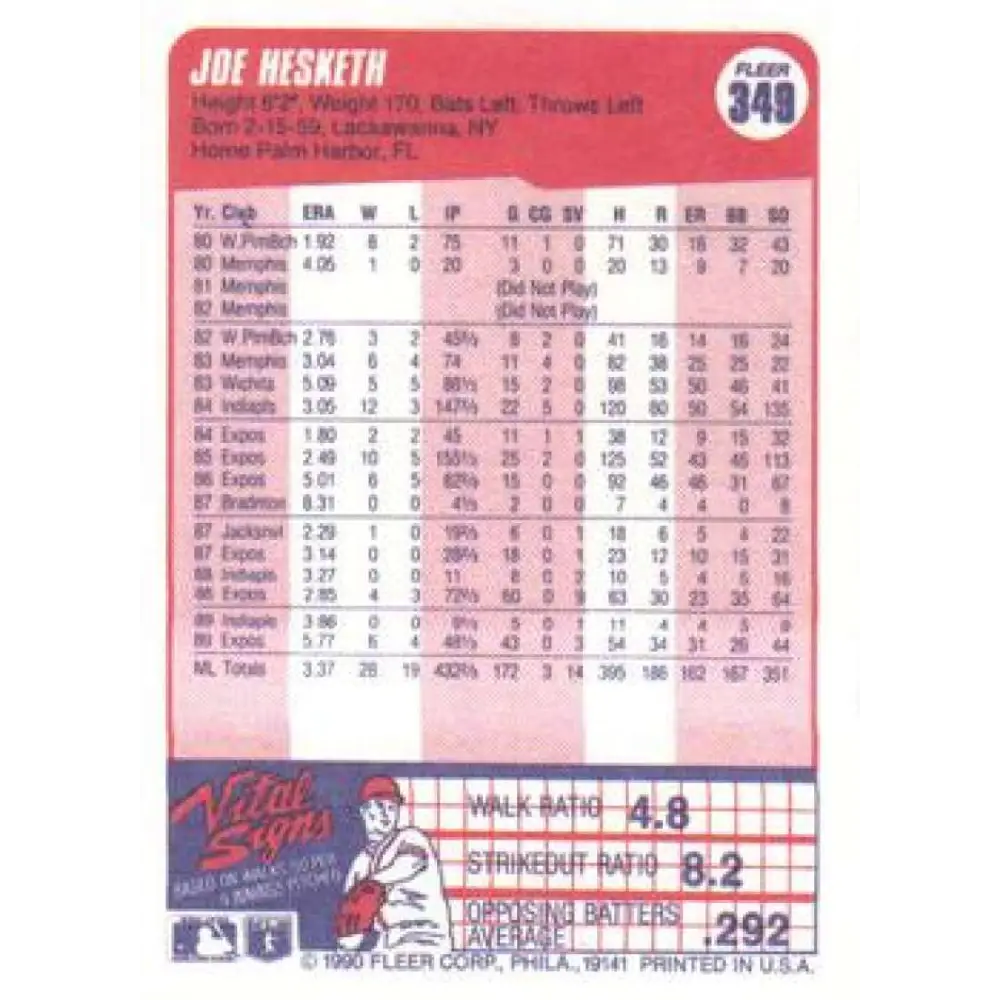 JOE HESKETH
FLEER
349
Height 6'2", Weight 170, Bats Left, Throws Left
Born 2-15-59, Lackawanna, NY
Home Palm Harbor, FL
Yr. Club ERA W L IP G CG SV H R ER BB SO
80 W.PlmBch 1.92 8 2 75 11 1 0 71 30 16 32 43
80 Memphis 4.05 1 0 20 3 0 0 20 13 9 7 20
81 Memphis (Did Not Play)
82 Memphis (Did Not Play)
82 W.PlmBch 2.76 3 2 45⅔ 8 2 0 41 16 14 16 24
83 Memphis 3.04 6 4 74 11 4 0 82 38 25 25 22
83 Wichita 5.09 5 5 15 2 0 98 53 50 46 41
84 Indiapls 3.05 12 3 22 5 0 120 60 50 54 135
84 Expos 1.80 2 2 45 11 1 1 38 12 9 15 32
85 Expos 2.49 10 5 155⅓ 25 2 0 125 52 43 45 113
86 Expos 5.01 6 5 82⅔ 15 0 0 92 46 46 31 67
87 Bradnton 8.31 0 0 4⅓ 2 0 0 7 4 4 0 8
87 Jacksnvl 2.29 1 0 19⅔ 6 0 1 18 6 5 4 22
87 Expos 3.14 0 0 28⅔ 18 0 1 23 12 10 15 31
88 Indiapls 3.27 0 0 11 8 0 2 10 5 4 5 16
88 Expos 2.85 4 3 72⅔ 60 0 9 63 30 23 35 64
89 Indiapls 3.86 0 0 9⅓ 5 0 1 11 4 4 5 9
89 Expos 5.77 6 4 48⅓ 43 0 3 54 34 31 26 44
ML Totals 3.37 28 19 432⅔ 172 3 14 395 186 162 167 351
Vital
Signs
BASED ON WALKS, SO PER
9 INNINGS PITCHED
WALK RATIO 4.8
STRIKEOUT RATIO 8.2
OPPOSING BATTERS
AVERAGE .292
© 1990 FLEER CORP., PHILA., 19141 PRINTED IN U.S.A.